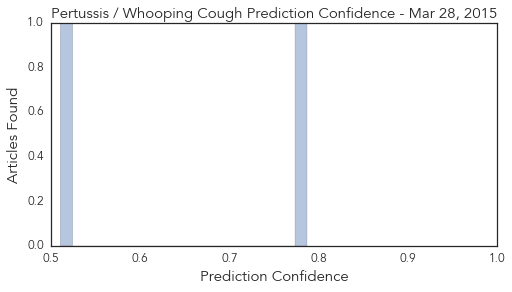 Pertussis / Whooping Cough Prediction Confidence - Mar 28, 2015
1.0
0.8
0.6
0.4
0.2
0.0
Articles Found
0.5 0.6 0.7 0.8 0.9 1.0
Prediction Confidence